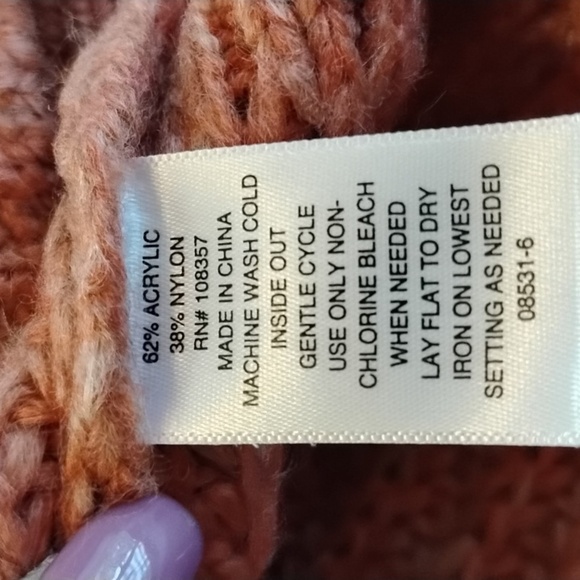 62% ACRYLIC
38% NYLON
RN# 108357
MADE IN CHINA
MACHINE WASH COLD
INSIDE OUT
GENTLE CYCLE
USE ONLY NON-
CHLORINE BLEACH
WHEN NEEDED
LAY FLAT TO DRY
IRON ON LOWEST
SETTING AS NEEDED
08531-6